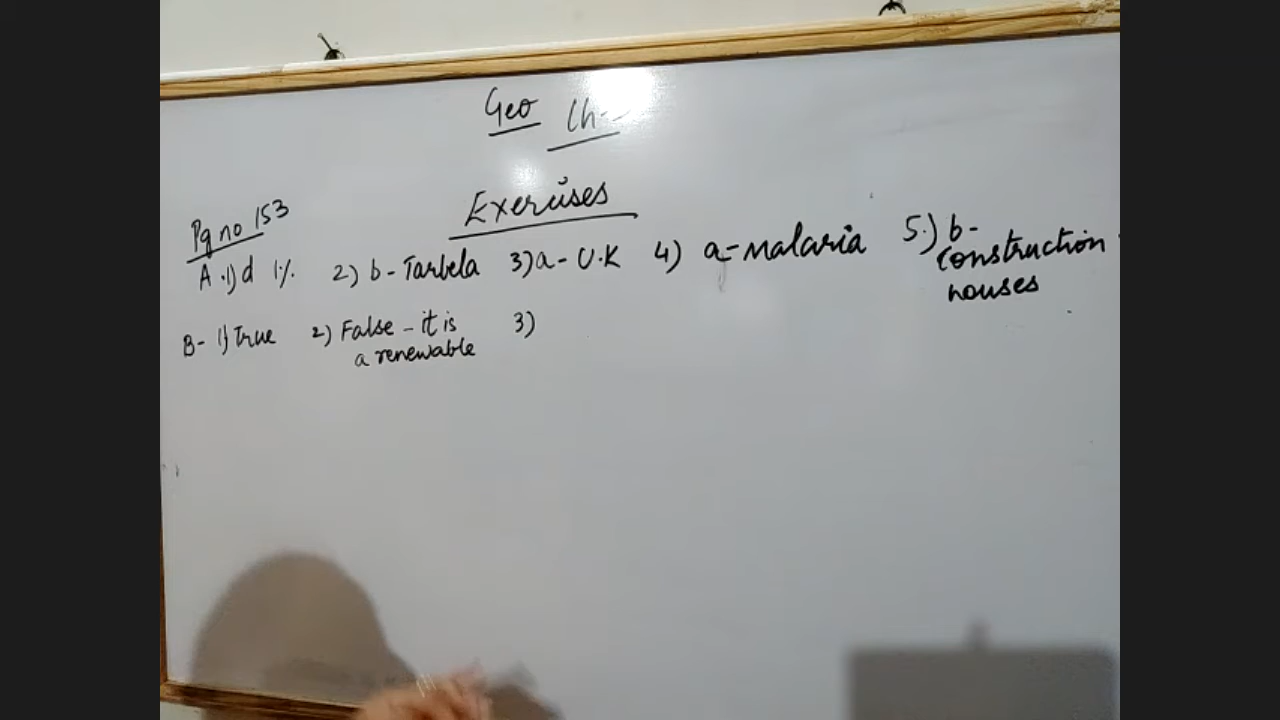 Geo Ch-
Exercises
Pg no 153
A.1) d 1%. 2) b - Tarbela 3) a - U.K 4) a - malaria 5.) b -
construction
houses
B- 1) True 2) False - it is 3)
a renewable